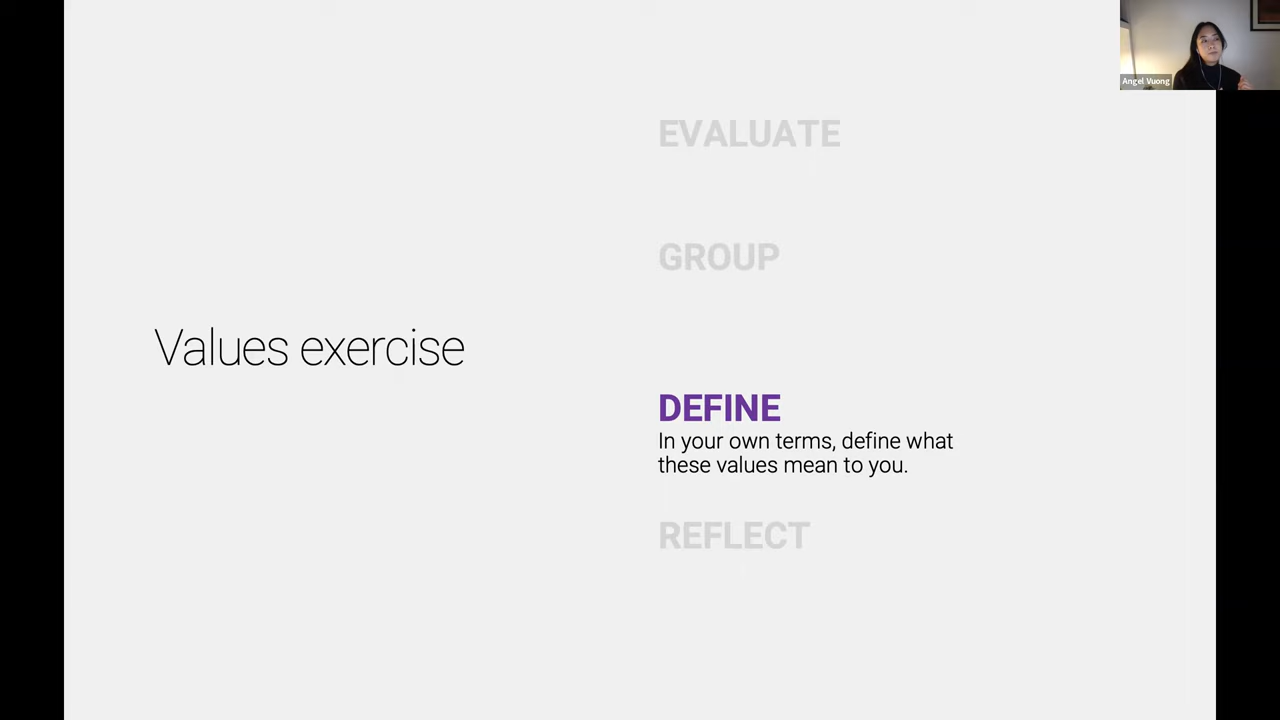 Angel Vuong
EVALUATE
GROUP
Values exercise
DEFINE
In your own terms, define what
these values mean to you.
REFLECT